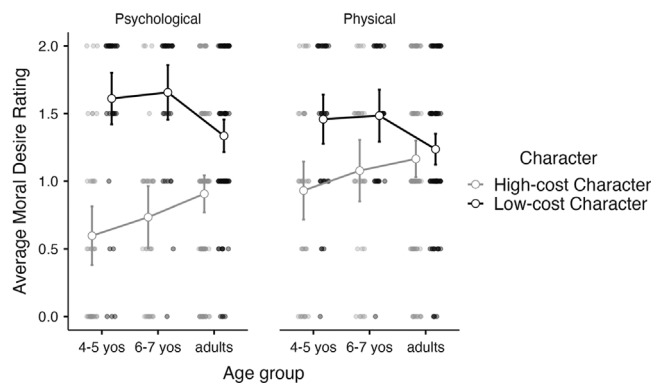 Psychological
Physical
Average Moral Desire Rating
2.0
1.5
1.0
0.5
0.0
4-5 yos 6-7 yos adults
4-5 yos 6-7 yos adults
Age group
Character
High-cost Character
Low-cost Character